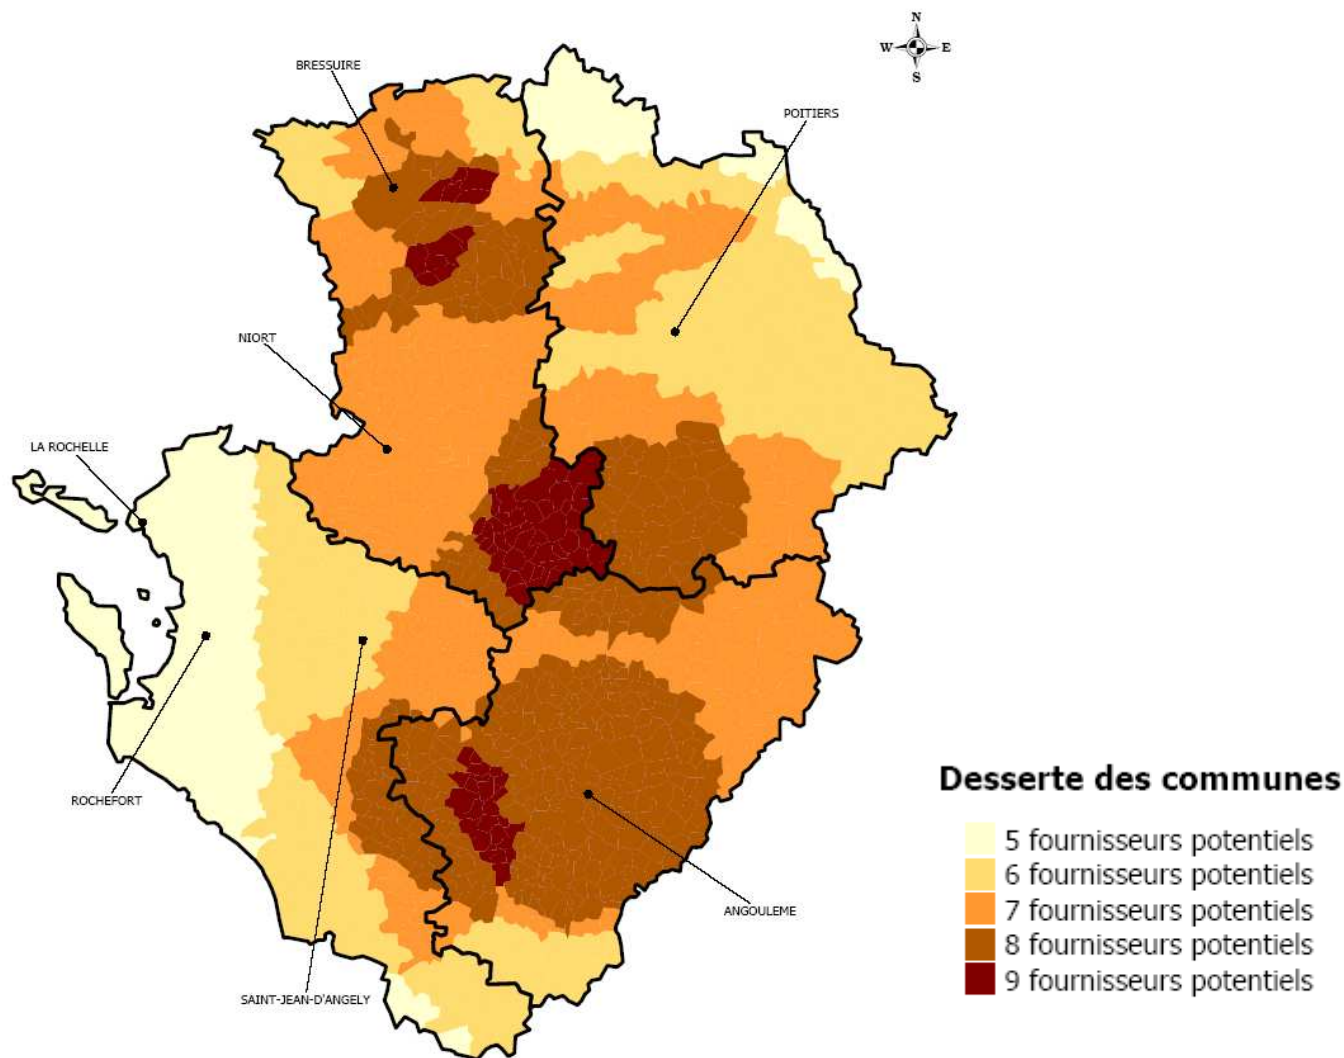 N
W E
S
BRESSUIRE
POITIERS
NIORT
LA ROCHELLE
ROCHEFORT
ANGOULEME
SAINT-JEAN-D'ANGELY
Desserte des communes
5 fournisseurs potentiels
6 fournisseurs potentiels
7 fournisseurs potentiels
8 fournisseurs potentiels
9 fournisseurs potentiels